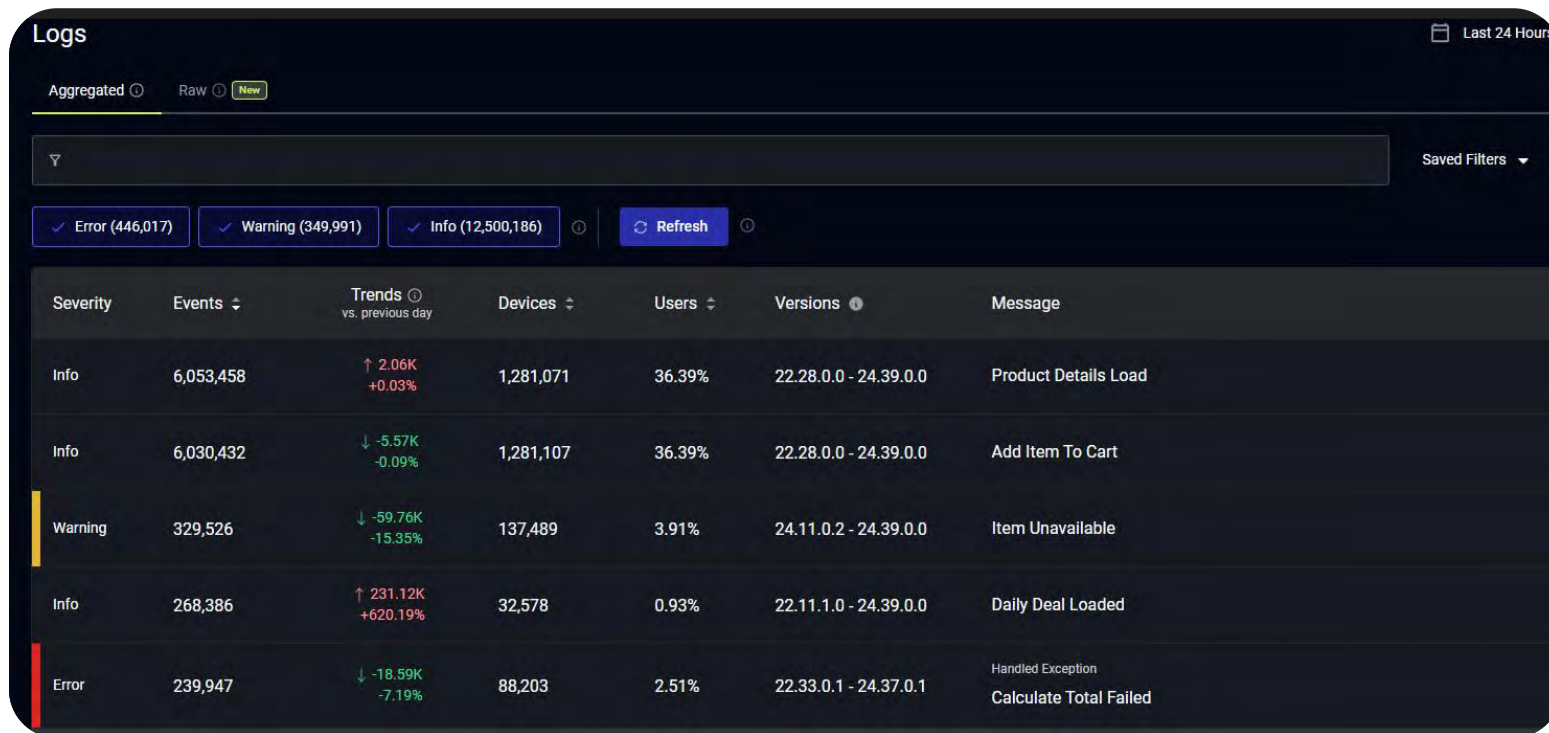 Logs
Last 24 Hours
Aggregated
Raw New
Saved Filters
Error (446,017) Warning (349,991) Info (12,500,186) Refresh
Severity Events Trends Devices Users Versions Message
vs. previous day
Info 6,053,458 ↑ 2.06K 1,281,071 36.39% 22.28.0.0 - 24.39.0.0 Product Details Load
+0.03%
Info 6,030,432 ↓ -5.57K 1,281,107 36.39% 22.28.0.0 - 24.39.0.0 Add Item To Cart
-0.09%
Warning 329,526 ↓ -59.76K 137,489 3.91% 24.11.0.2 - 24.39.0.0 Item Unavailable
-15.35%
Info 268,386 ↑ 231.12K 32,578 0.93% 22.11.1.0 - 24.39.0.0 Daily Deal Loaded
+620.19%
Handled Exception
Error 239,947 ↓ -18.59K 88,203 2.51% 22.33.0.1 - 24.37.0.1 Calculate Total Failed
-7.19%